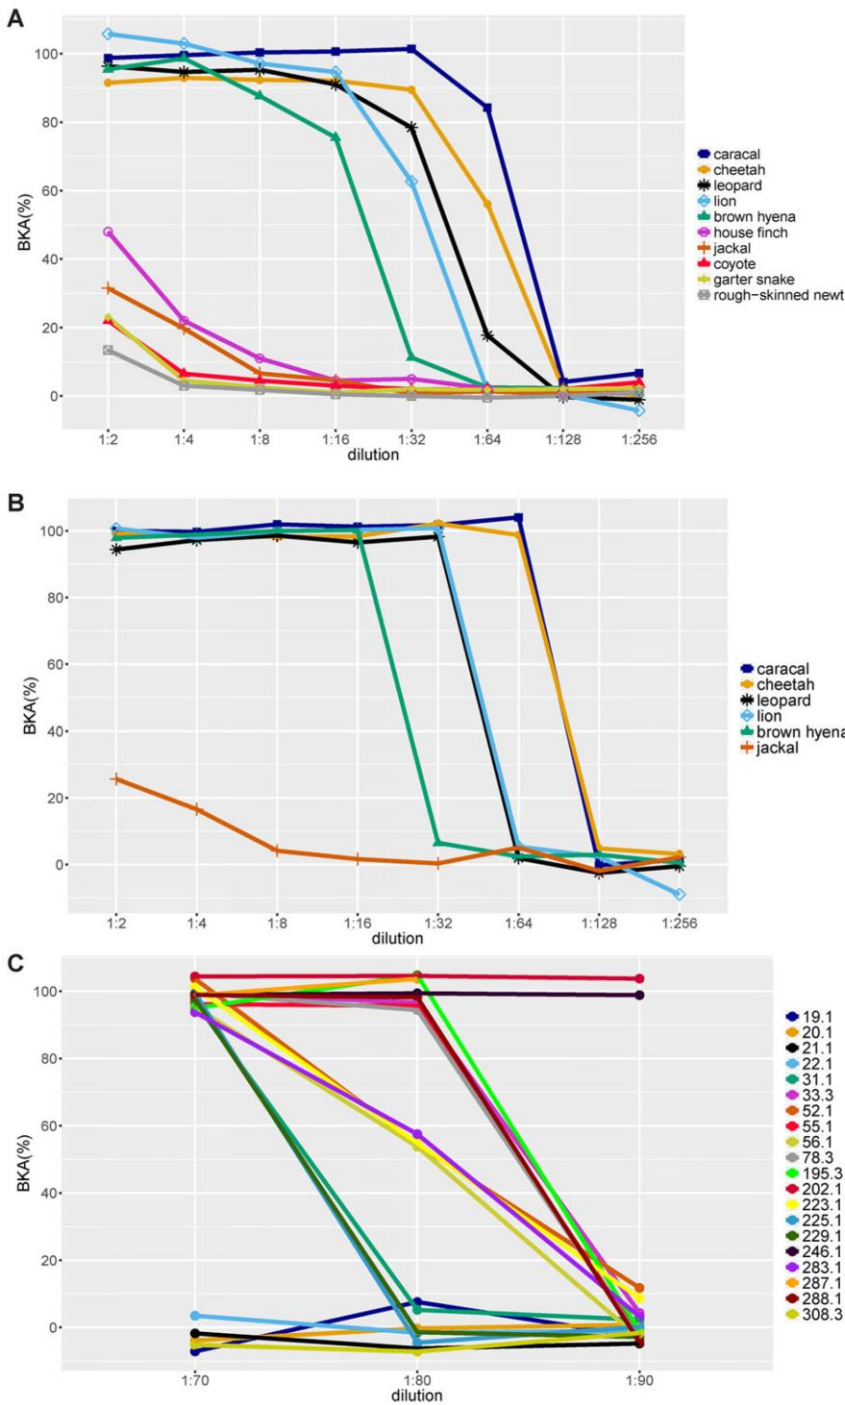 A
100
80
60
40
20
0
BKA(%)
1:2 1:4 1:8 1:16 1:32 1:64 1:128 1:256
dilution
caracal
cheetah
leopard
lion
brown hyena
house finch
jackal
coyote
garter snake
rough−skinned newt
B
100
80
60
40
20
0
BKA(%)
1:2 1:4 1:8 1:16 1:32 1:64 1:128 1:256
dilution
caracal
cheetah
leopard
lion
brown hyena
jackal
C
100
80
60
40
20
0
BKA(%)
1:70 1:80 1:90
dilution
19.1
20.1
21.1
22.1
31.1
33.3
52.1
55.1
56.1
78.3
195.3
202.1
223.1
225.1
229.1
246.1
283.1
287.1
288.1
308.3